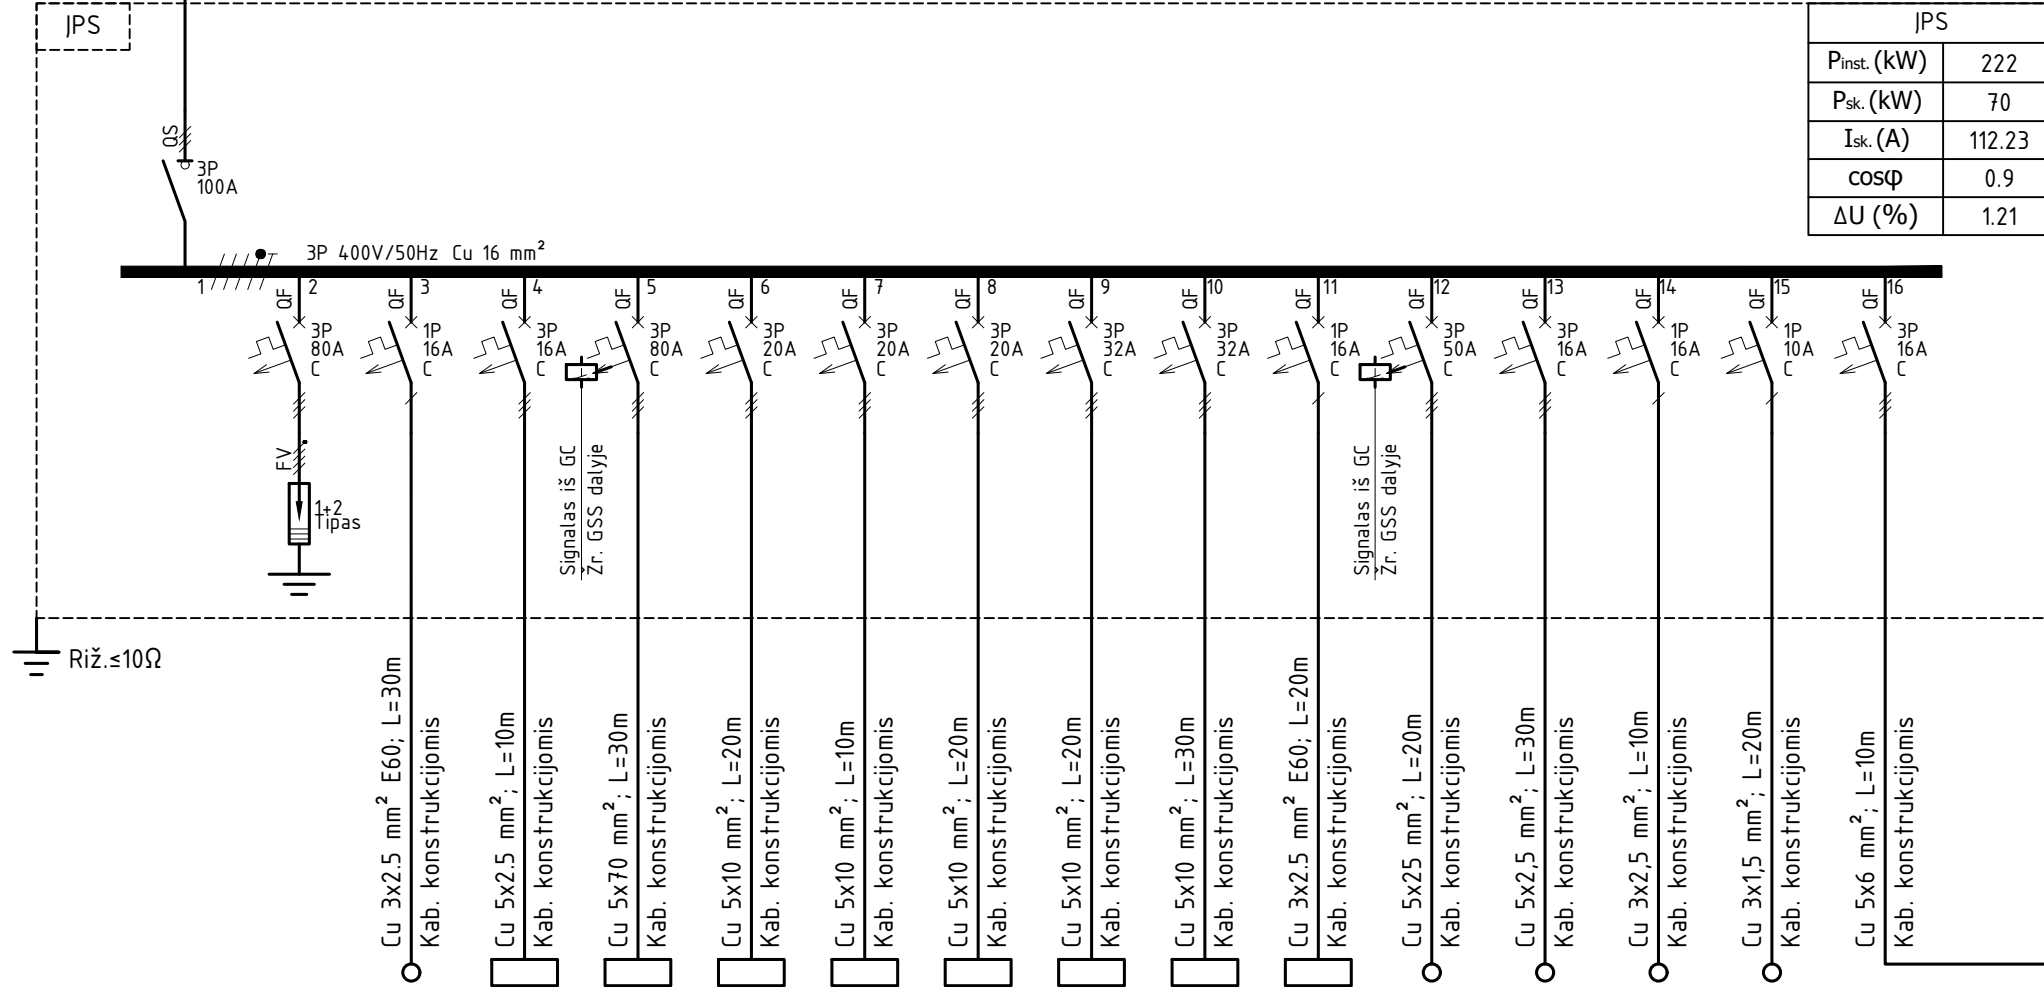 JPS
JPS
Pinst. (kW) 222
Psk. (kW) 70
Isk. (A) 112.23
cosφ 0.9
ΔU (%) 1.21
QS
3P
100A
3P 400V/50Hz Cu 16 mm²
1
QF 2
3P
80A
C
FV
1+2
Tipas
QF 3
1P
16A
C
QF 4
3P
16A
C
Signalas iš GC
Žr. GSS dalyje
QF 5
3P
80A
C
QF 6
3P
20A
C
QF 7
3P
20A
C
QF 8
3P
20A
C
QF 9
3P
32A
C
QF 10
3P
32A
C
QF 11
1P
16A
C
Signalas iš GC
Žr. GSS dalyje
QF 12
3P
50A
C
QF 13
3P
16A
C
QF 14
1P
16A
C
QF 15
1P
10A
C
QF 16
3P
16A
C
Riž.≤10Ω
Cu 3x2.5 mm² E60; L=30m
Kab. konstrukcijomis
Cu 5x2.5 mm²; L=10m
Kab. konstrukcijomis
Cu 5x70 mm²; L=30m
Kab. konstrukcijomis
Cu 5x10 mm²; L=20m
Kab. konstrukcijomis
Cu 5x10 mm²; L=10m
Kab. konstrukcijomis
Cu 5x10 mm²; L=20m
Kab. konstrukcijomis
Cu 5x10 mm²; L=20m
Kab. konstrukcijomis
Cu 5x10 mm²; L=30m
Kab. konstrukcijomis
Cu 3x2.5 mm² E60; L=20m
Kab. konstrukcijomis
Cu 5x25 mm²; L=20m
Kab. konstrukcijomis
Cu 5x2,5 mm²; L=30m
Kab. konstrukcijomis
Cu 3x2,5 mm²; L=10m
Kab. konstrukcijomis
Cu 3x1,5 mm²; L=20m
Kab. konstrukcijomis
Cu 5x6 mm²; L=10m
Kab. konstrukcijomis